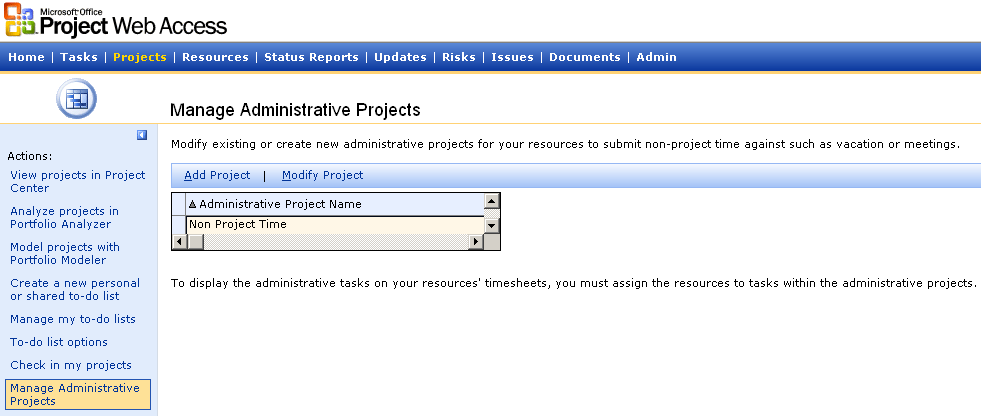 Microsoft Office
Project Web Access
Home | Tasks | Projects | Resources | Status Reports | Updates | Risks | Issues | Documents | Admin
Manage Administrative Projects
Modify existing or create new administrative projects for your resources to submit non-project time against such as vacation or meetings.
Add Project | Modify Project
Administrative Project Name
Non Project Time
To display the administrative tasks on your resources' timesheets, you must assign the resources to tasks within the administrative projects.
Actions:
View projects in Project
Center
Analyze projects in
Portfolio Analyzer
Model projects with
Portfolio Modeler
Create a new personal
or shared to-do list
Manage my to-do lists
To-do list options
Check in my projects
Manage Administrative
Projects